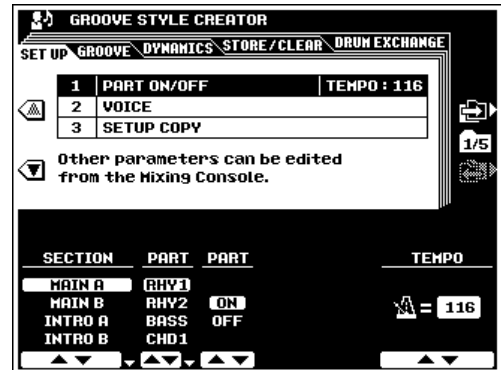 GROOVE STYLE CREATOR
SET UP GROOVE DYNAMICS STORE/CLEAR DRUM EXCHANGE
1 PART ON/OFF TEMPO: 116
2 VOICE
3 SETUP COPY
1/5
Other parameters can be edited
from the Mixing Console.
SECTION PART PART TEMPO
MAIN A RHY1
MAIN B RHY2 ON = 116
INTRO A BASS OFF
INTRO B CHD1